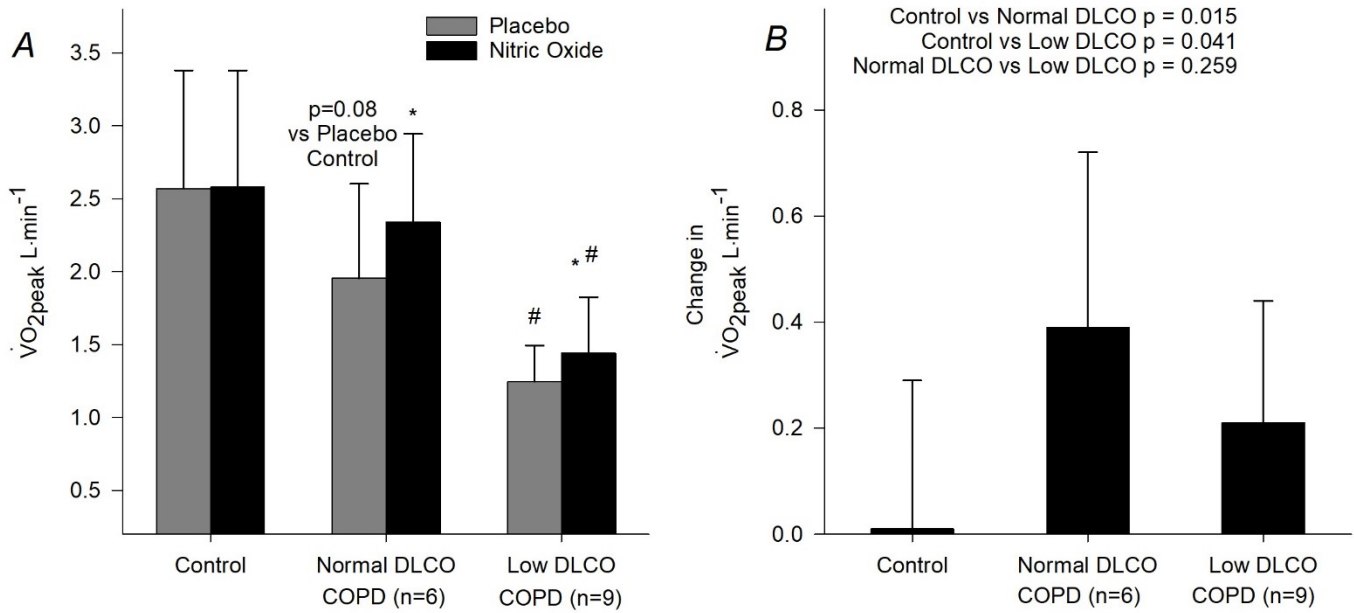 A
Placebo
Nitric Oxide
3.5
3.0
2.5
2.0
1.5
1.0
0.5
V̇O2peak L·min-1
p=0.08
vs Placebo
Control
*
#
* #
Control
Normal DLCO
COPD (n=6)
Low DLCO
COPD (n=9)
B
Control vs Normal DLCO p = 0.015
Control vs Low DLCO p = 0.041
Normal DLCO vs Low DLCO p = 0.259
0.8
0.6
0.4
0.2
0.0
Change in
V̇O2peak L·min-1
Control
Normal DLCO
COPD (n=6)
Low DLCO
COPD (n=9)